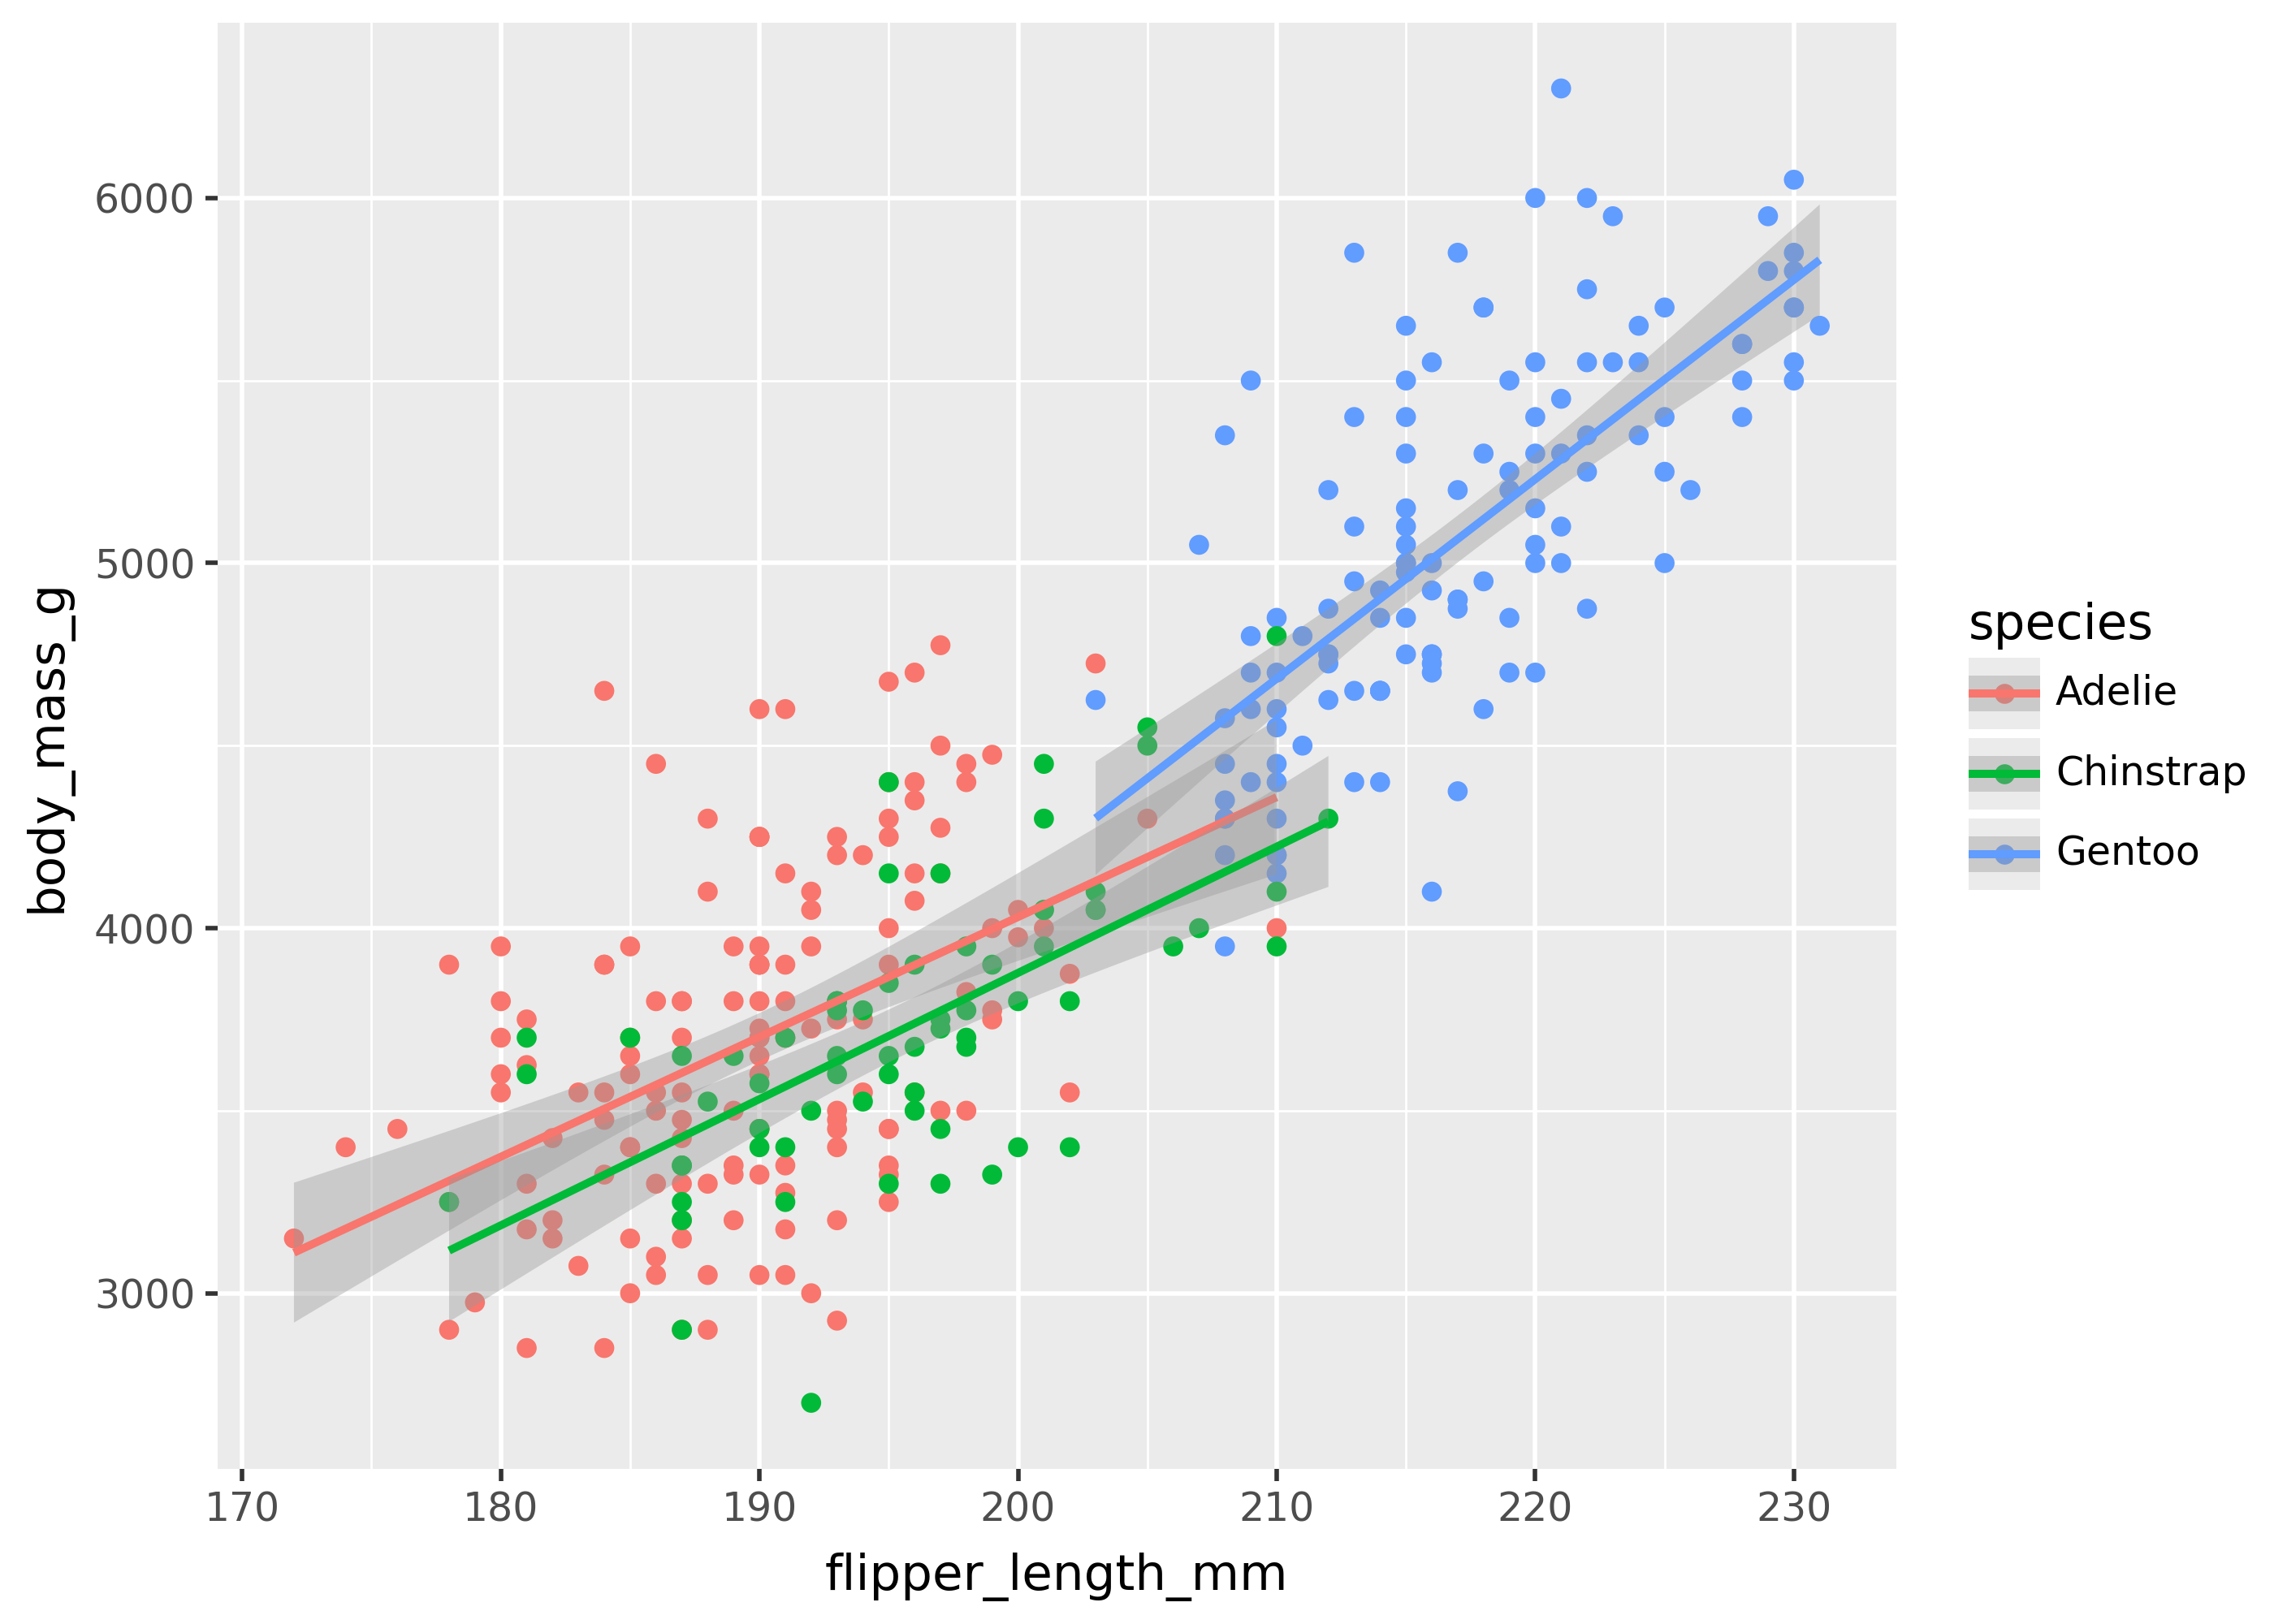 6000
5000
4000
3000
body_mass_g
170 180 190 200 210 220 230
flipper_length_mm
species
Adelie
Chinstrap
Gentoo